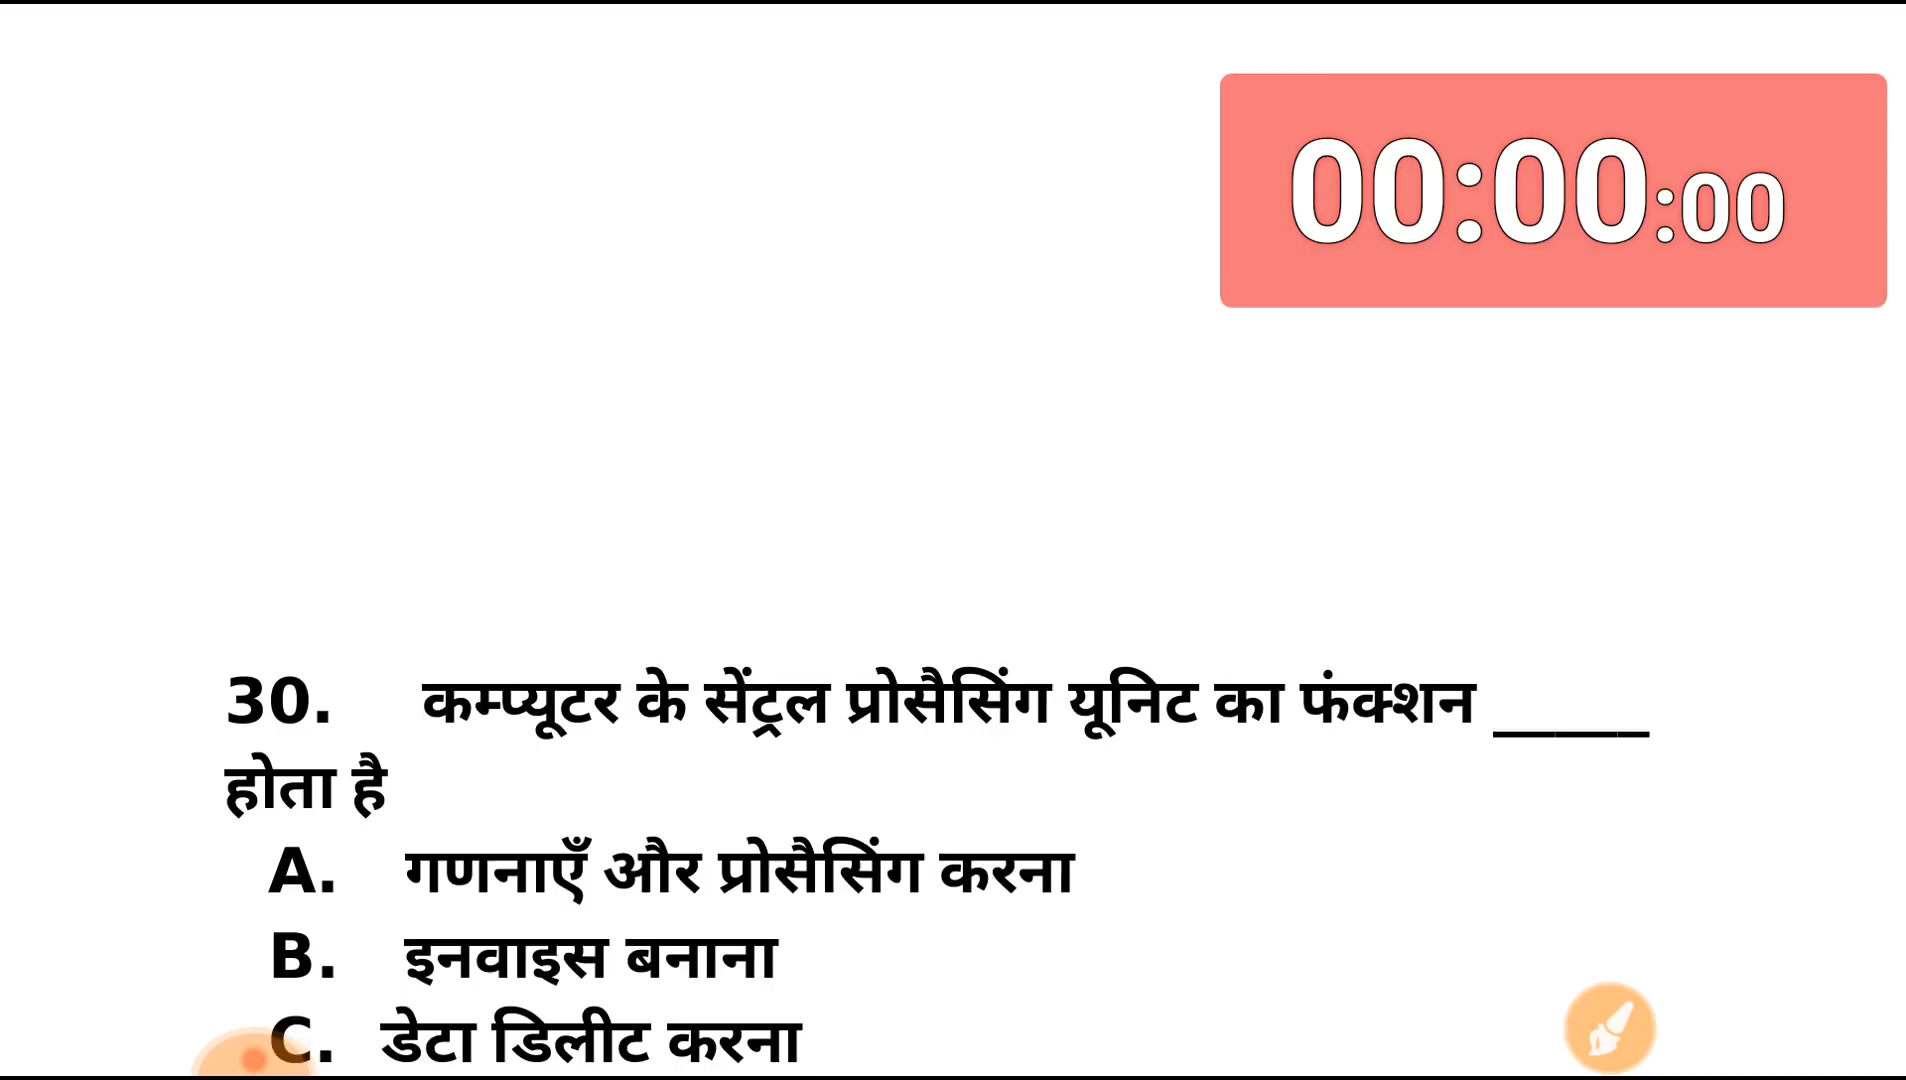 00:00:00
30. कम्प्यूटर के सेंट्रल प्रोसैसिंग यूनिट का फंक्शन _____
होता है
A. गणनाएँ और प्रोसैसिंग करना
B. इनवाइस बनाना
C. डेटा डिलीट करना